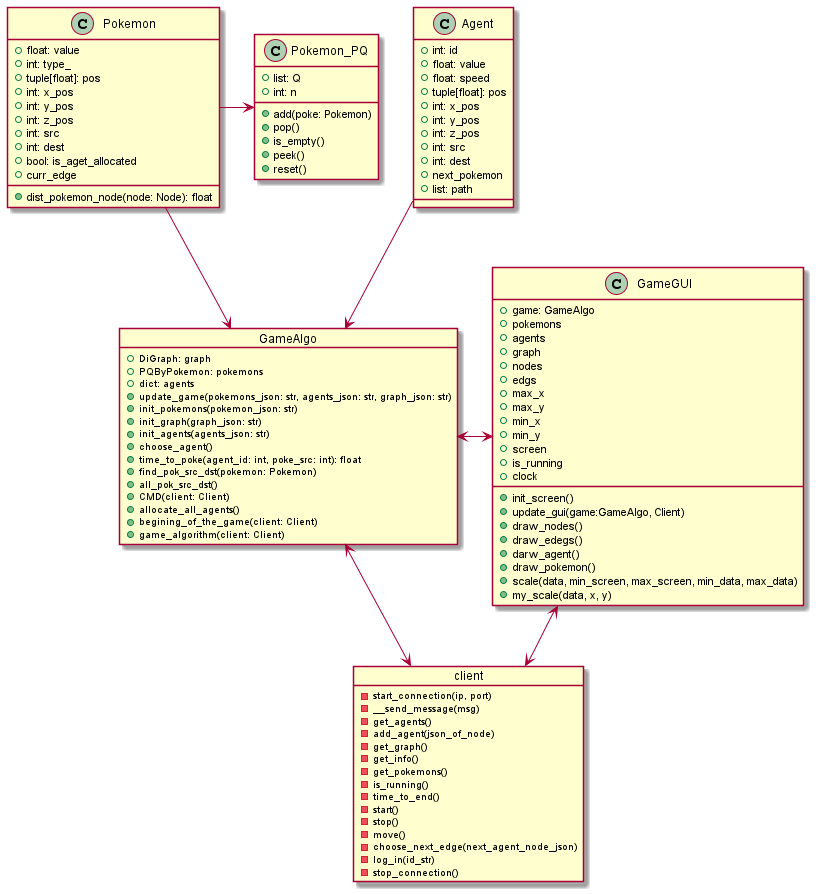 C Pokemon
float: value
int: type_
tuple[float]: pos
int: x_pos
int: y_pos
int: z_pos
int: src
int: dest
bool: is_aget_allocated
curr_edge
dist_pokemon_node(node: Node): float
C Pokemon_PQ
list: Q
int: n
add(poke: Pokemon)
pop()
is_empty()
peek()
reset()
C Agent
int: id
float: value
float: speed
tuple[float]: pos
int: x_pos
int: y_pos
int: z_pos
int: src
int: dest
next_pokemon
list: path
GameAlgo
DiGraph: graph
PQByPokemon: pokemons
dict: agents
update_game(pokemons_json: str, agents_json: str, graph_json: str)
init_pokemons(pokemon_json: str)
init_graph(graph_json: str)
init_agents(agents_json: str)
choose_agent()
time_to_poke(agent_id: int, poke_src: int): float
find_pok_src_dst(pokemon: Pokemon)
all_pok_src_dst()
CMD(client: Client)
allocate_all_agents()
begining_of_the_game(client: Client)
game_algorithm(client: Client)
C GameGUI
game: GameAlgo
pokemons
agents
graph
nodes
edgs
max_x
max_y
min_x
min_y
screen
is_running
clock
init_screen()
update_gui(game:GameAlgo, Client)
draw_nodes()
draw_edegs()
darw_agent()
draw_pokemon()
scale(data, min_screen, max_screen, min_data, max_data)
my_scale(data, x, y)
client
start_connection(ip, port)
__send_message(msg)
get_agents()
add_agent(json_of_node)
get_graph()
get_info()
get_pokemons()
is_running()
time_to_end()
start()
stop()
move()
choose_next_edge(next_agent_node_json)
log_in(id_str)
stop_connection()